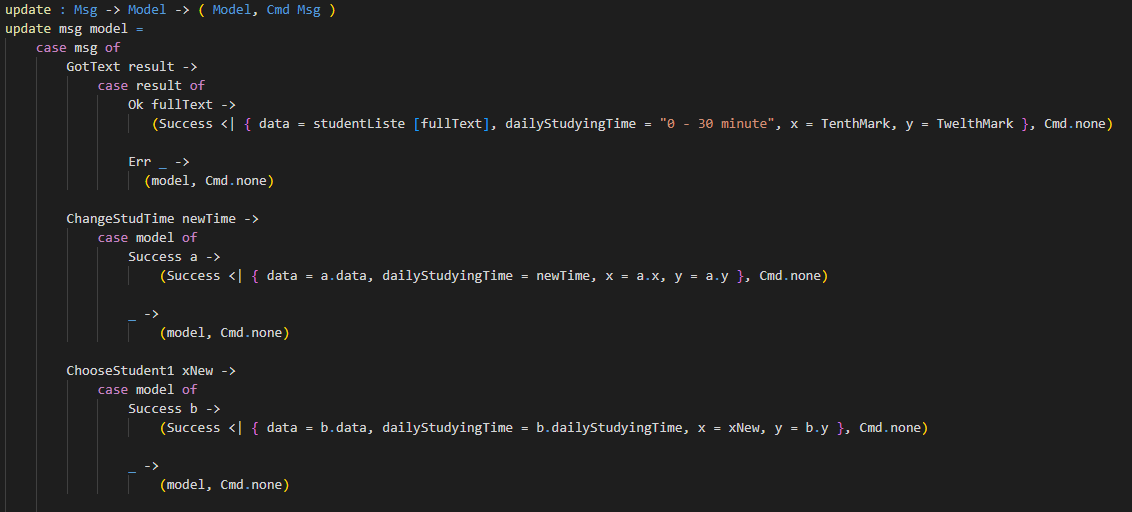 update : Msg -> Model -> ( Model, Cmd Msg )
update msg model =
    case msg of
        GotText result ->
            case result of
                Ok fullText ->
                   (Success <| { data = studentListe [fullText], dailyStudyingTime = "0 - 30 minute", x = TenthMark, y = TwelthMark }, Cmd.none)

                Err _ ->
                  (model, Cmd.none)

        ChangeStudTime newTime ->
            case model of
                Success a ->
                    (Success <| { data = a.data, dailyStudyingTime = newTime, x = a.x, y = a.y }, Cmd.none)

                _ ->
                    (model, Cmd.none)

        ChooseStudent1 xNew ->
            case model of
                Success b ->
                    (Success <| { data = b.data, dailyStudyingTime = b.dailyStudyingTime, x = xNew, y = b.y }, Cmd.none)

                _ ->
                    (model, Cmd.none)